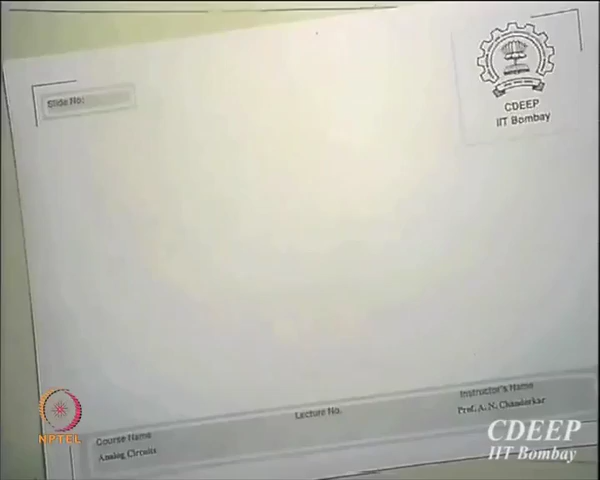 Slide No:
CDEEP
IIT Bombay
Lecture No.
Instructor's Name
Prof. A. N. Chandorkar
Course Name
Analog Circuits
NPTEL
CDEEP
IIT Bombay